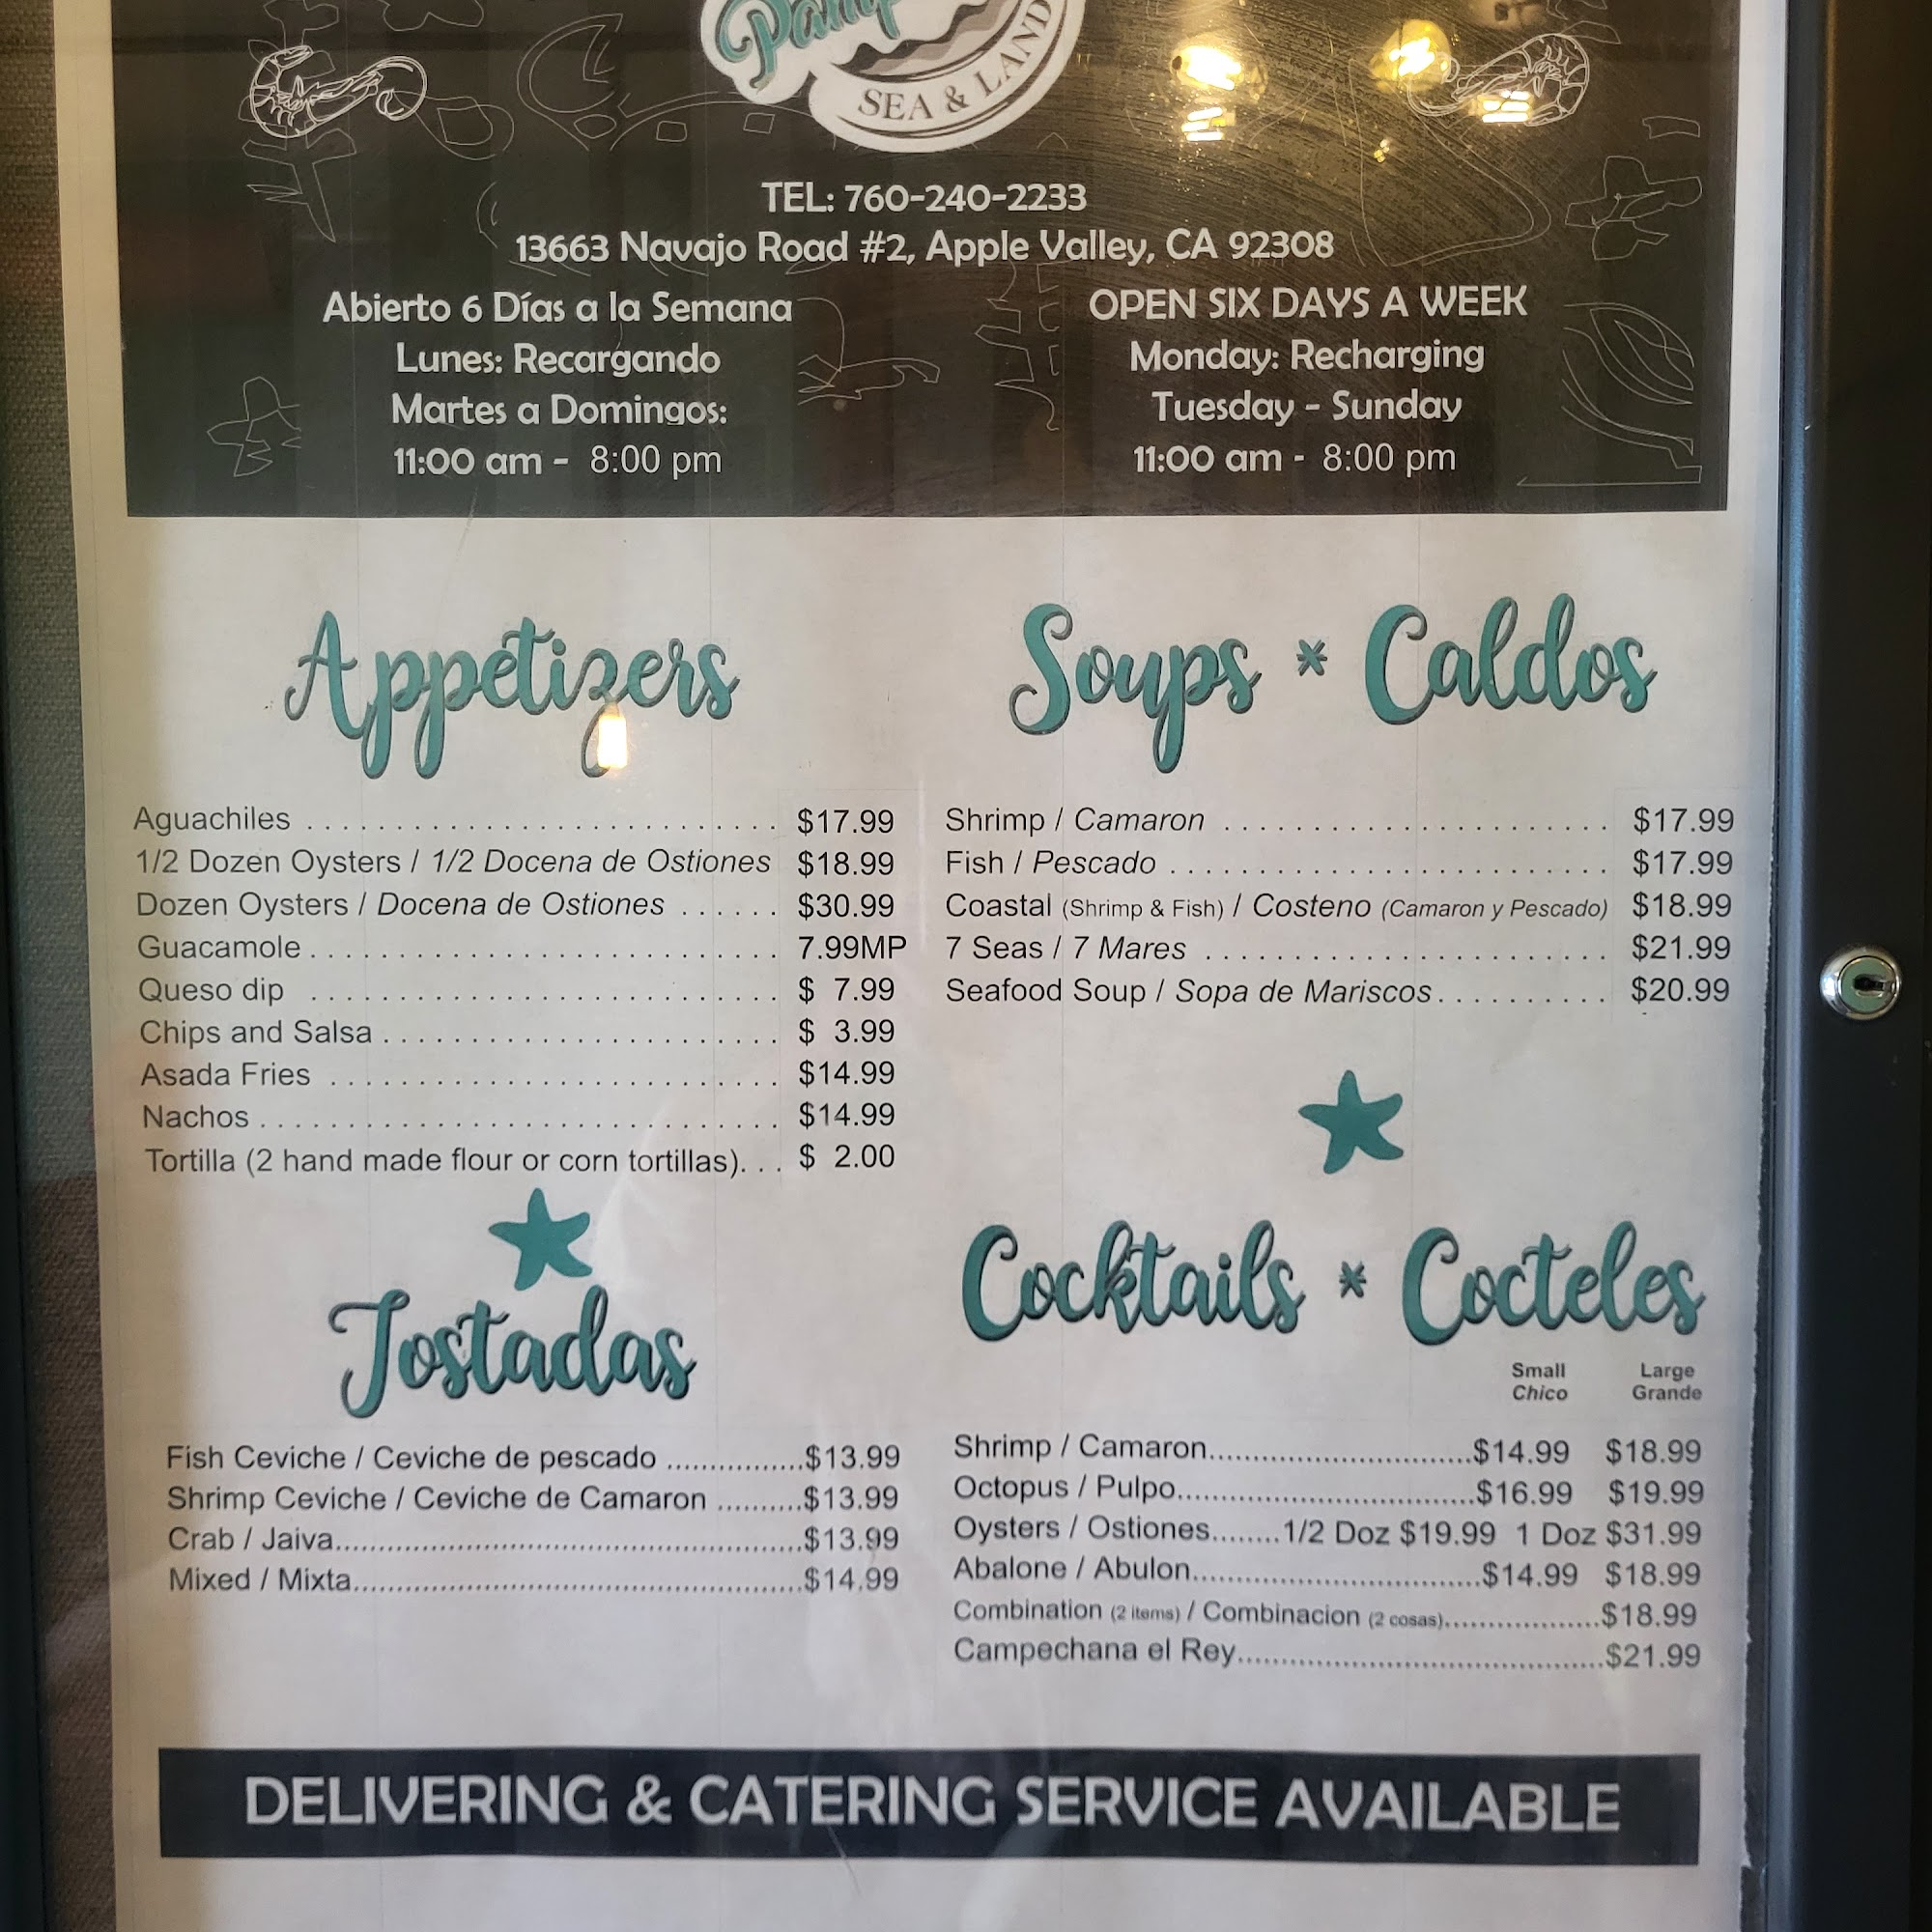 SEA & LAND
TEL: 760-240-2233
13663 Navajo Road #2, Apple Valley, CA 92308
Abierto 6 Días a la Semana
Lunes: Recargando
Martes a Domingos:
11:00 am - 8:00 pm
OPEN SIX DAYS A WEEK
Monday: Recharging
Tuesday - Sunday
11:00 am - 8:00 pm
Appetizers
Aguachiles . . . . . . . . . . . . . . . . . . . . . . . . . . . . $17.99
1/2 Dozen Oysters / 1/2 Docena de Ostiones $18.99
Dozen Oysters / Docena de Ostiones . . . . . . $30.99
Guacamole . . . . . . . . . . . . . . . . . . . . . . . . . . . . 7.99MP
Queso dip . . . . . . . . . . . . . . . . . . . . . . . . . . . . $ 7.99
Chips and Salsa . . . . . . . . . . . . . . . . . . . . . . . $ 3.99
Asada Fries . . . . . . . . . . . . . . . . . . . . . . . . . . . $14.99
Nachos . . . . . . . . . . . . . . . . . . . . . . . . . . . . . . . $14.99
Tortilla (2 hand made flour or corn tortillas). . . $ 2.00
Tostadas
Fish Ceviche / Ceviche de pescado ................$13.99
Shrimp Ceviche / Ceviche de Camaron ..........$13.99
Crab / Jaiva.......................................................$13.99
Mixed / Mixta.....................................................$14.99
Soups * Caldos
Shrimp / Camaron . . . . . . . . . . . . . . . . . . . . . . . $17.99
Fish / Pescado . . . . . . . . . . . . . . . . . . . . . . . . . . $17.99
Coastal (Shrimp & Fish) / Costeno (Camaron y Pescado) $18.99
7 Seas / 7 Mares . . . . . . . . . . . . . . . . . . . . . . . . $21.99
Seafood Soup / Sopa de Mariscos. . . . . . . . . . $20.99
Cocktails * Cocteles
Small Large
Chico Grande
Shrimp / Camaron................................$14.99 $18.99
Octopus / Pulpo....................................$16.99 $19.99
Oysters / Ostiones........1/2 Doz $19.99 1 Doz $31.99
Abalone / Abulon...................................$14.99 $18.99
Combination (2 items) / Combinacion (2 cosas)..................$18.99
Campechana el Rey............................................$21.99
DELIVERING & CATERING SERVICE AVAILABLE